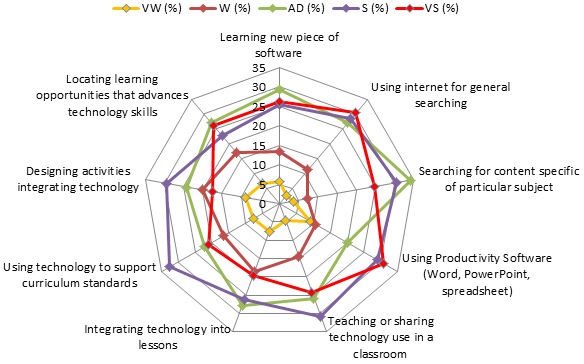 VW (%) W (%) AD (%) S (%) VS (%)
Learning new piece of
software
Using internet for general
searching
Searching for content specific
of particular subject
Using Productivity Software
(Word, PowerPoint,
spreadsheet)
Teaching or sharing
technology use in a
classroom
Integrating technology into
lessons
Using technology to support
curriculum standards
Designing activities
integrating technology
Locating learning
opportunities that advances
technology skills
35
30
25
20
15
10
5
0